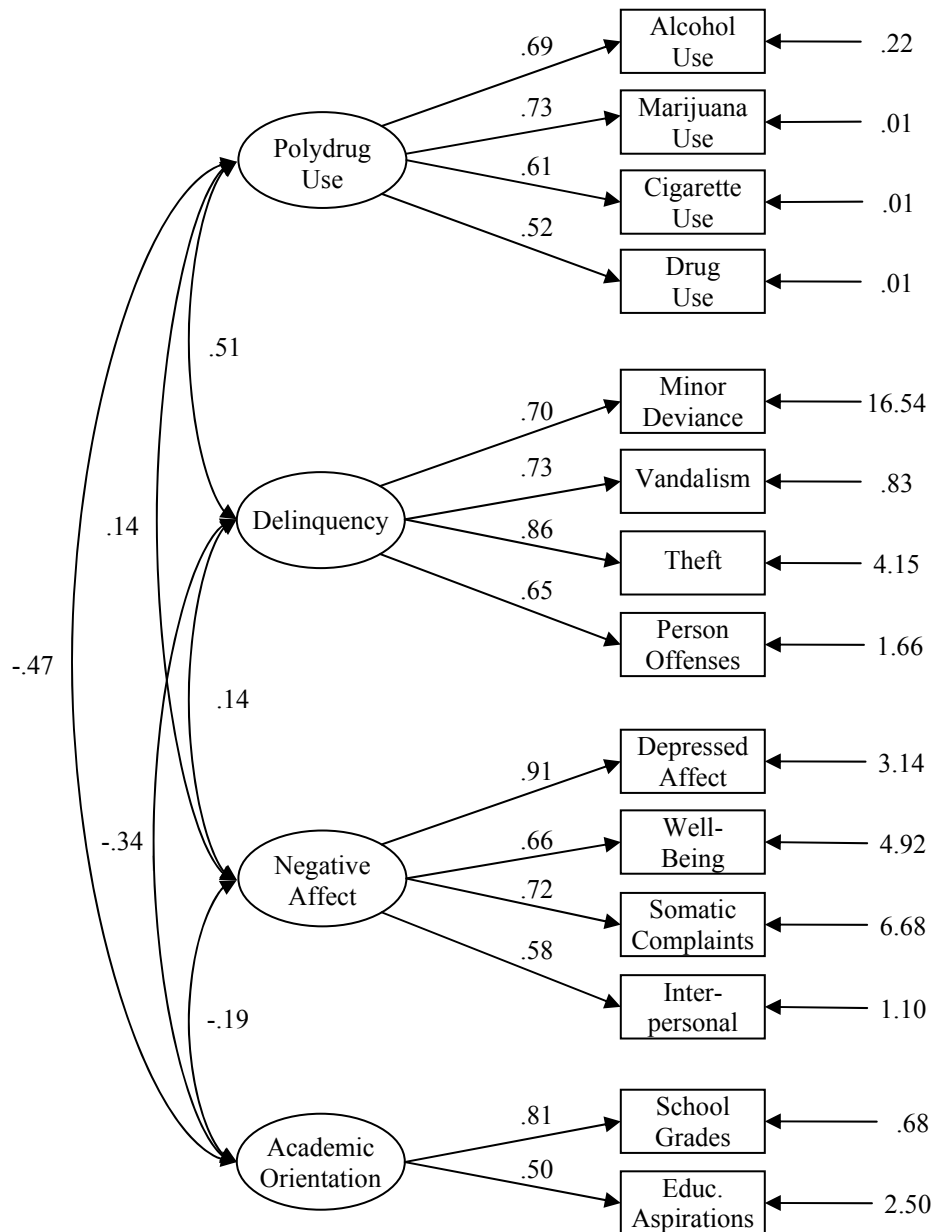 Alcohol
Use
.22
.69
Marijuana
Use
.01
.73
Polydrug
Use
Cigarette
Use
.01
.61
.52
Drug
Use
.01
.51
Minor
Deviance
16.54
.70
Vandalism
.83
.73
Delinquency
.14
.86
Theft
4.15
.65
Person
Offenses
1.66
-.47
.14
Depressed
Affect
3.14
.91
-.34
Well-
Being
4.92
.66
Negative
Affect
.72
Somatic
Complaints
6.68
.58
Inter-
personal
1.10
-.19
School
Grades
.68
.81
Academic
Orientation
.50
Educ.
Aspirations
2.50